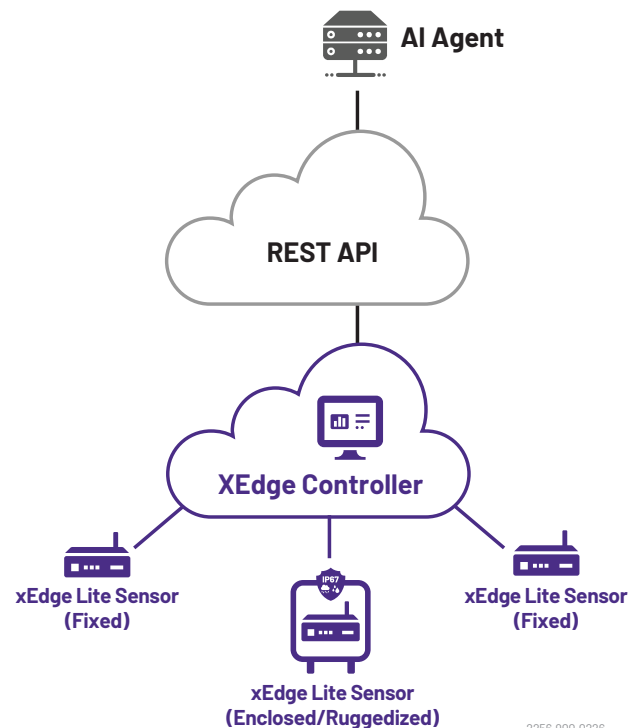 AI Agent
REST API
XEdge Controller
xEdge Lite Sensor
(Fixed)
IP67
xEdge Lite Sensor
(Fixed)
xEdge Lite Sensor
(Enclosed/Ruggedized)